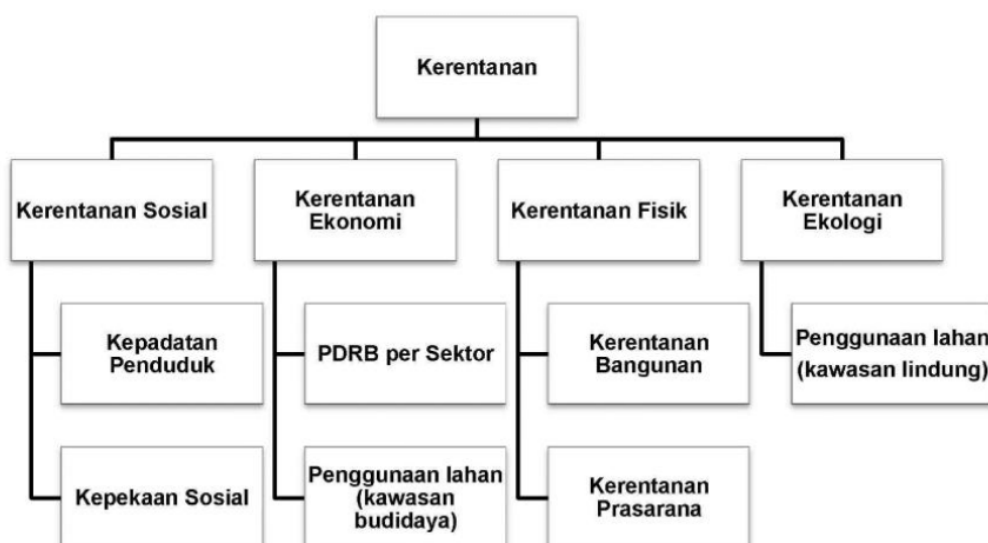 Kerentanan
Kerentanan Sosial
Kerentanan
Ekonomi
Kerentanan Fisik
Kerentanan
Ekologi
Kepadatan
Penduduk
PDRB per Sektor
Kerentanan
Bangunan
Penggunaan lahan
(kawasan lindung)
Kepekaan Sosial
Penggunaan lahan
(kawasan
budidaya)
Kerentanan
Prasarana